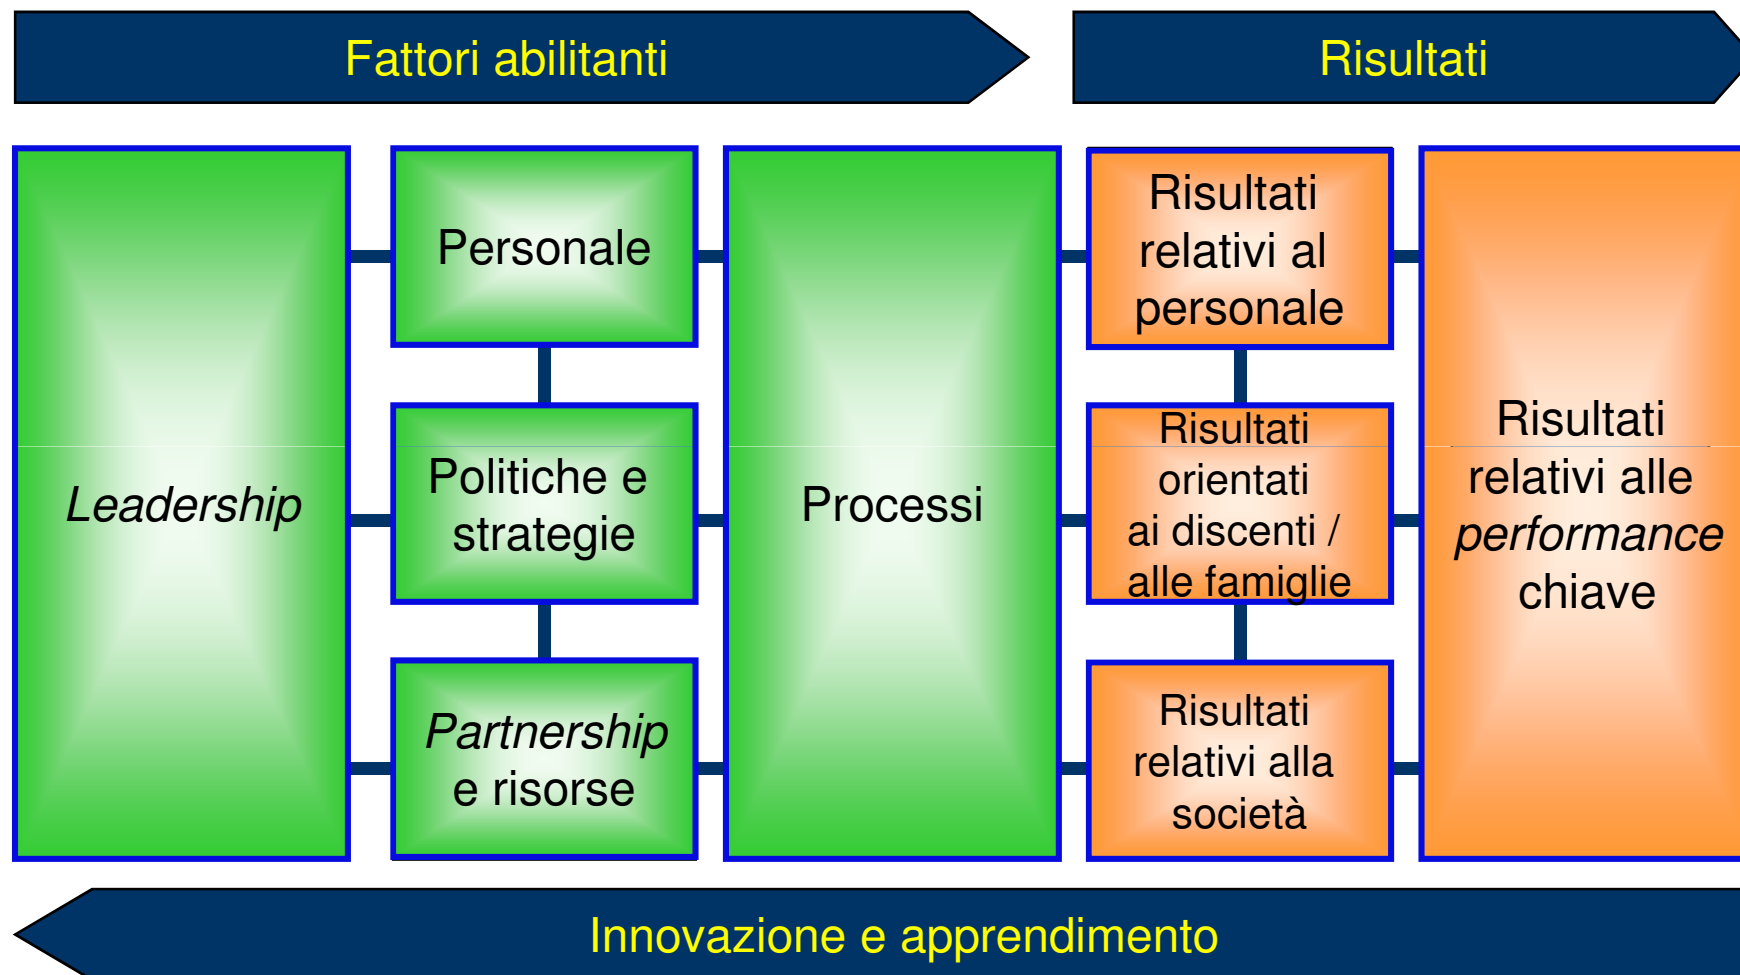 Fattori abilitanti
Risultati
Leadership
Personale
Politiche e
strategie
Partnership
e risorse
Processi
Risultati
relativi al
personale
Risultati
orientati
ai discenti /
alle famiglie
Risultati
relativi alla
società
Risultati
relativi alle
performance
chiave
Innovazione e apprendimento